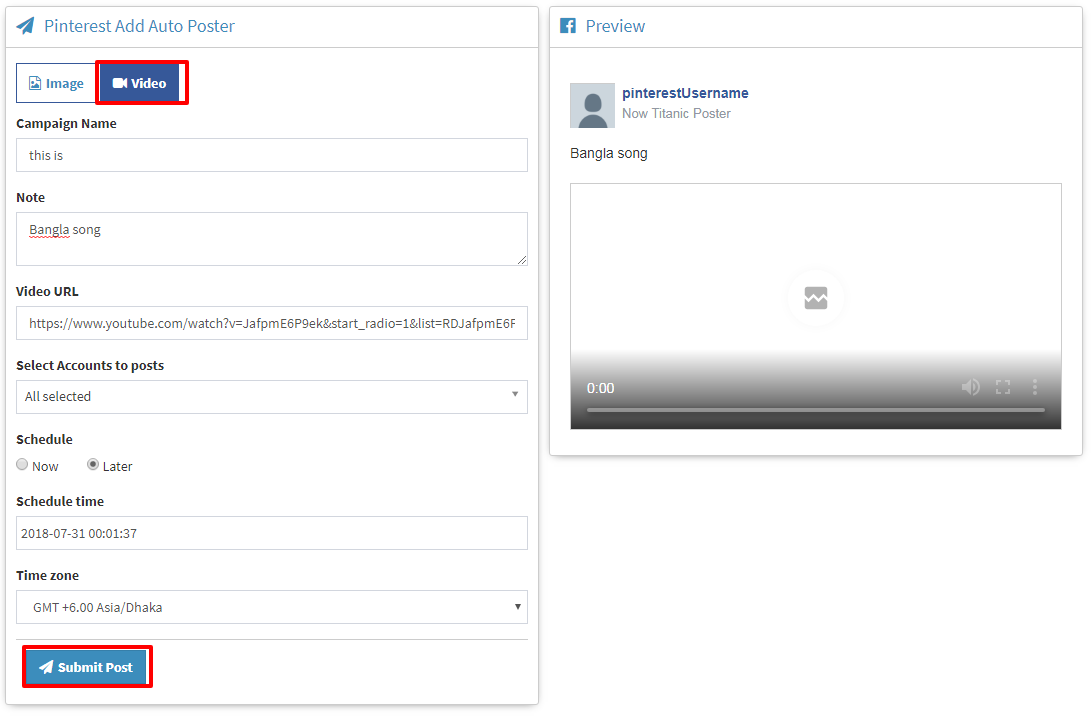 Pinterest Add Auto Poster
Image Video
Campaign Name
this is
Note
Bangla song
Video URL
https://www.youtube.com/watch?v=JafpmE6P9ek&start_radio=1&list=RDJafpmE6F
Select Accounts to posts
All selected
Schedule
Now Later
Schedule time
2018-07-31 00:01:37
Time zone
GMT +6.00 Asia/Dhaka
Submit Post
Preview
pinterestUsername
Now Titanic Poster
Bangla song
0:00